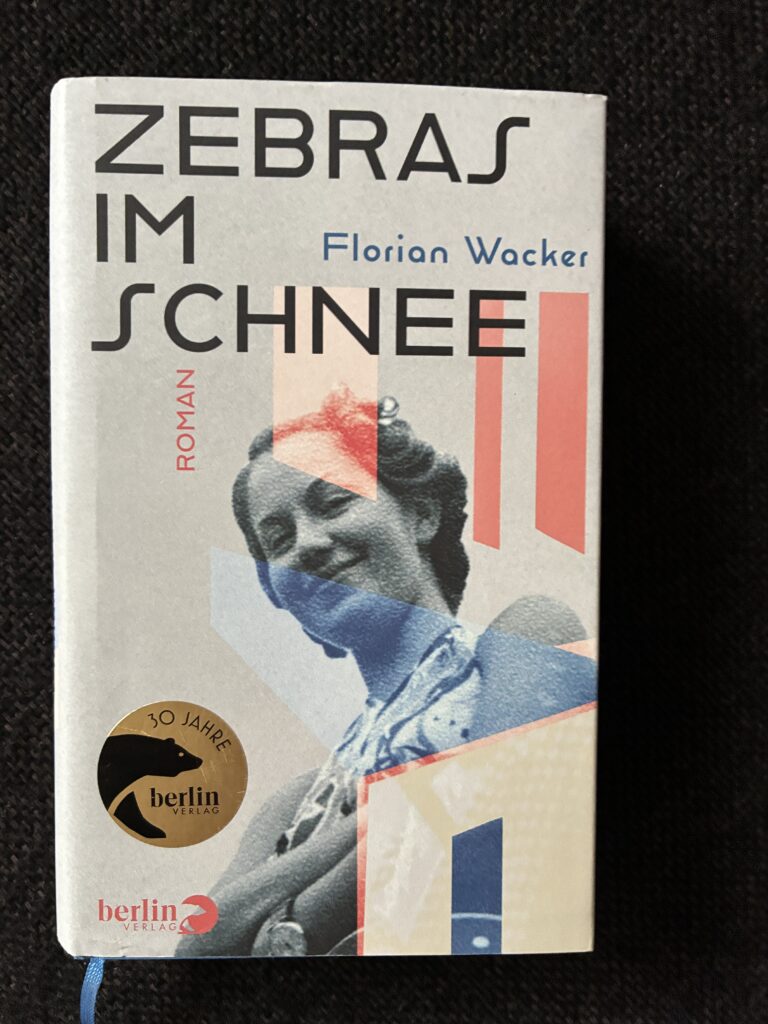 ZEBRAS
IM
Florian Wacker
SCHNEE
ROMAN
30 JAHRE
berlin
VERLAG
berlin
VERLAG